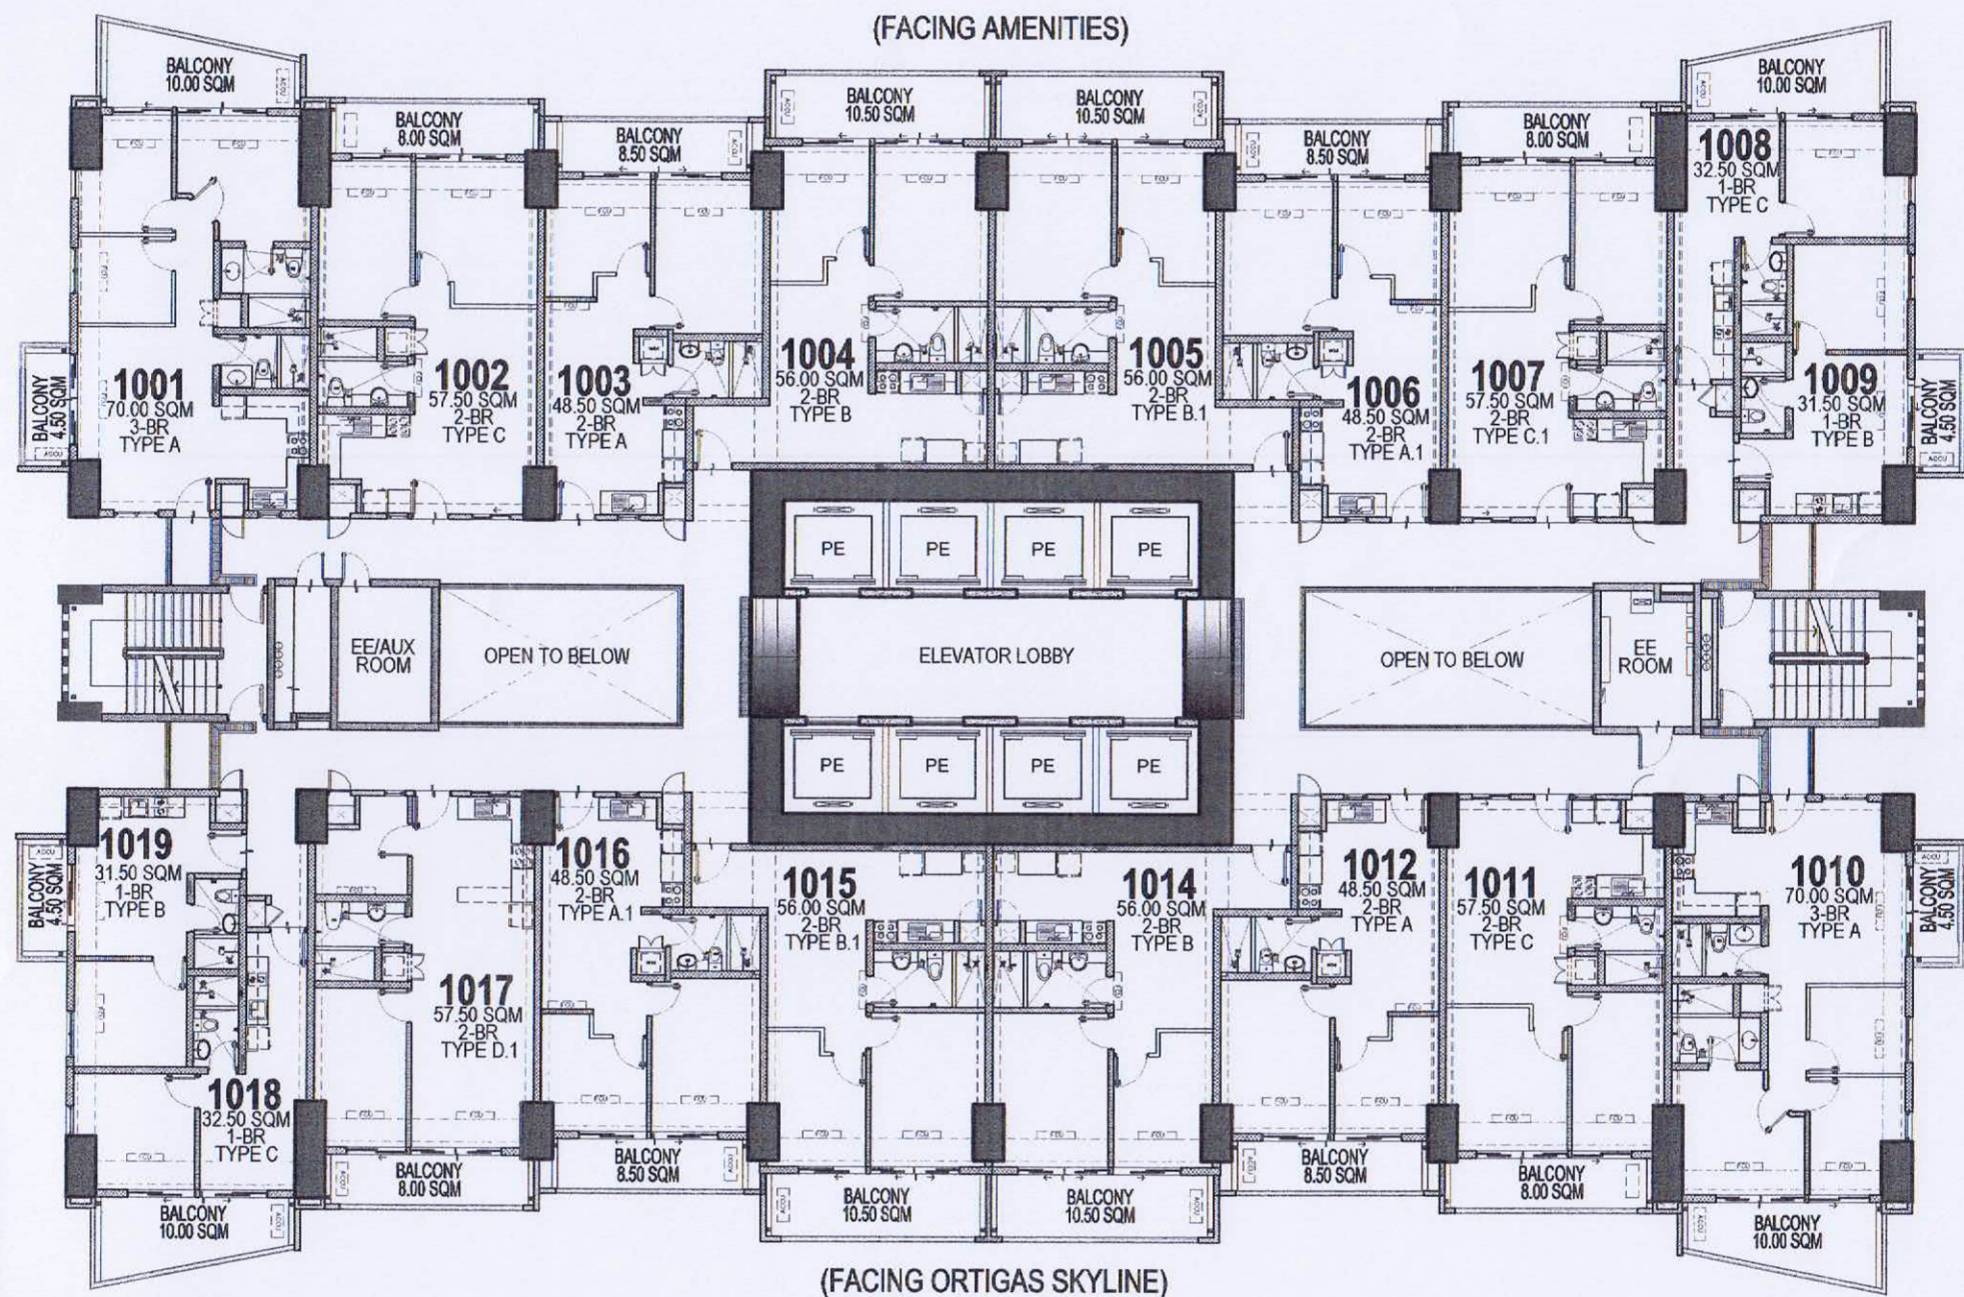 (FACING AMENITIES)
BALCONY
10.00 SQM
BALCONY
8.00 SQM
BALCONY
8.50 SQM
BALCONY
10.50 SQM
BALCONY
10.50 SQM
BALCONY
8.50 SQM
BALCONY
8.00 SQM
BALCONY
10.00 SQM
1008
32.50 SQM
1-BR
TYPE C
BALCONY
4.50 SQM
ACCU
1001
70.00 SQM
3-BR
TYPE A
1002
57.50 SQM
2-BR
TYPE C
1003
48.50 SQM
2-BR
TYPE A
1004
56.00 SQM
2-BR
TYPE B
1005
56.00 SQM
2-BR
TYPE B.1
1006
48.50 SQM
2-BR
TYPE A.1
1007
57.50 SQM
2-BR
TYPE C.1
1009
31.50 SQM
1-BR
TYPE B
BALCONY
4.50 SQM
ACCU
PE
PE
PE
PE
EE/AUX
ROOM
OPEN TO BELOW
ELEVATOR LOBBY
OPEN TO BELOW
EE
ROOM
PE
PE
PE
PE
BALCONY
4.50 SQM
ACCU
1019
31.50 SQM
1-BR
TYPE B
1018
32.50 SQM
1-BR
TYPE C
1017
57.50 SQM
2-BR
TYPE D.1
1016
48.50 SQM
2-BR
TYPE A.1
1015
56.00 SQM
2-BR
TYPE B.1
1014
56.00 SQM
2-BR
TYPE B
1012
48.50 SQM
2-BR
TYPE A
1011
57.50 SQM
2-BR
TYPE C
1010
70.00 SQM
3-BR
TYPE A
BALCONY
4.50 SQM
ACCU
BALCONY
10.00 SQM
BALCONY
8.00 SQM
BALCONY
8.50 SQM
BALCONY
10.50 SQM
BALCONY
10.50 SQM
BALCONY
8.50 SQM
BALCONY
8.00 SQM
BALCONY
10.00 SQM
(FACING ORTIGAS SKYLINE)